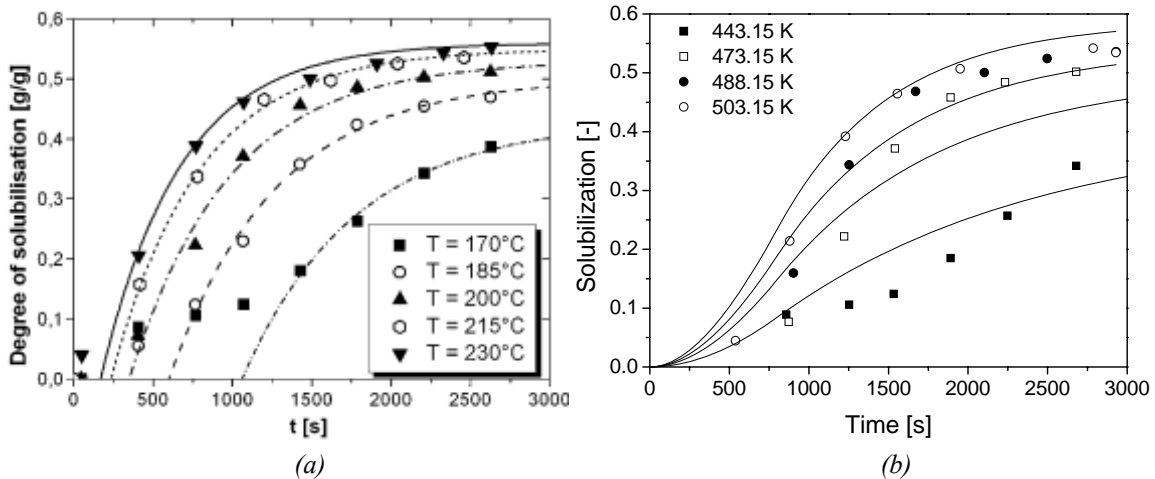 0,6
0,5
0,4
0,3
0,2
0,1
0,0
Degree of solubilisation [g/g]
T = 170°C
T = 185°C
T = 200°C
T = 215°C
T = 230°C
0 500 1000 1500 2000 2500 3000
t [s]
(a)
0.6
0.5
0.4
0.3
0.2
0.1
0.0
Solubilization [-]
443.15 K
473.15 K
488.15 K
503.15 K
0 500 1000 1500 2000 2500 3000
Time [s]
(b)